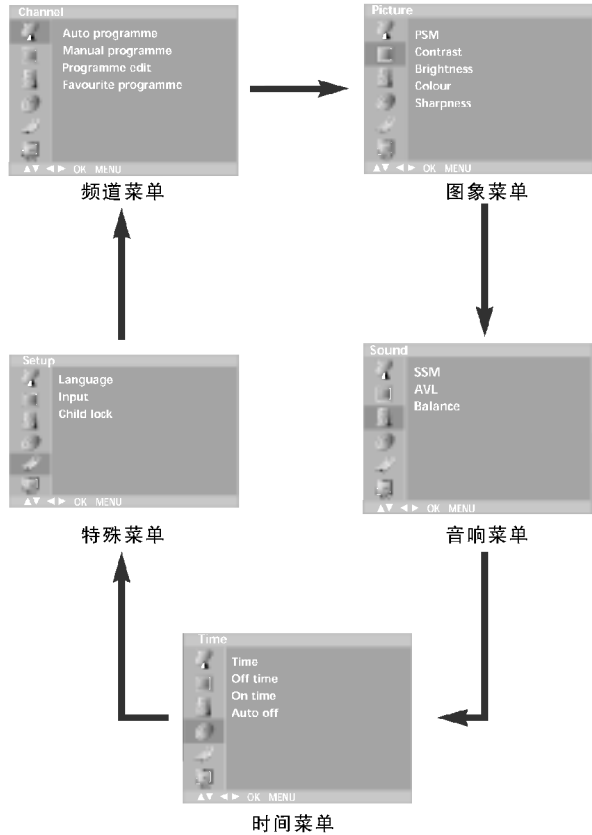 Channel
Auto programme
Manual programme
Programme edit
Favourite programme
▲▼ ◄► OK MENU
频道菜单
Picture
PSM
Contrast
Brightness
Colour
Sharpness
▲▼ ◄► OK MENU
图象菜单
Setup
Language
Input
Child lock
▲▼ ◄► OK MENU
特殊菜单
Sound
SSM
AVL
Balance
▲▼ ◄► OK MENU
音响菜单
Time
Time
Off time
On time
Auto off
▲▼ ◄► OK MENU
时间菜单